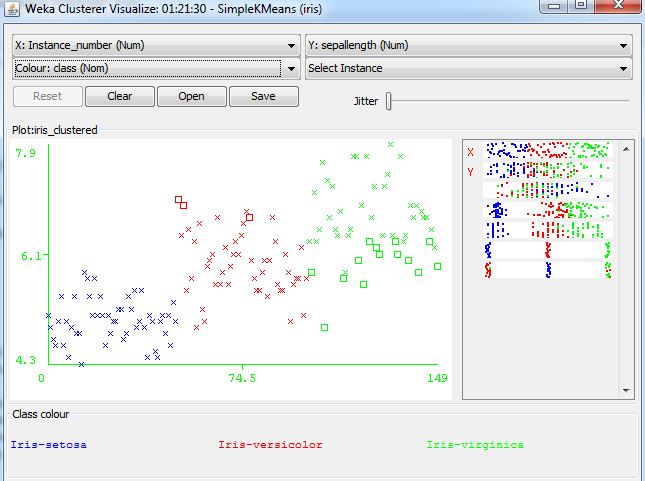 Weka Clusterer Visualize: 01:21:30 - SimpleKMeans (iris)
X: Instance_number (Num)
Y: sepallength (Num)
Colour: class (Nom)
Select Instance
Reset
Clear
Open
Save
Jitter
Plot:iris_clustered
7.9
6.1
4.3
0
74.5
149
X
Y
Class colour
Iris-setosa
Iris-versicolor
Iris-virginica